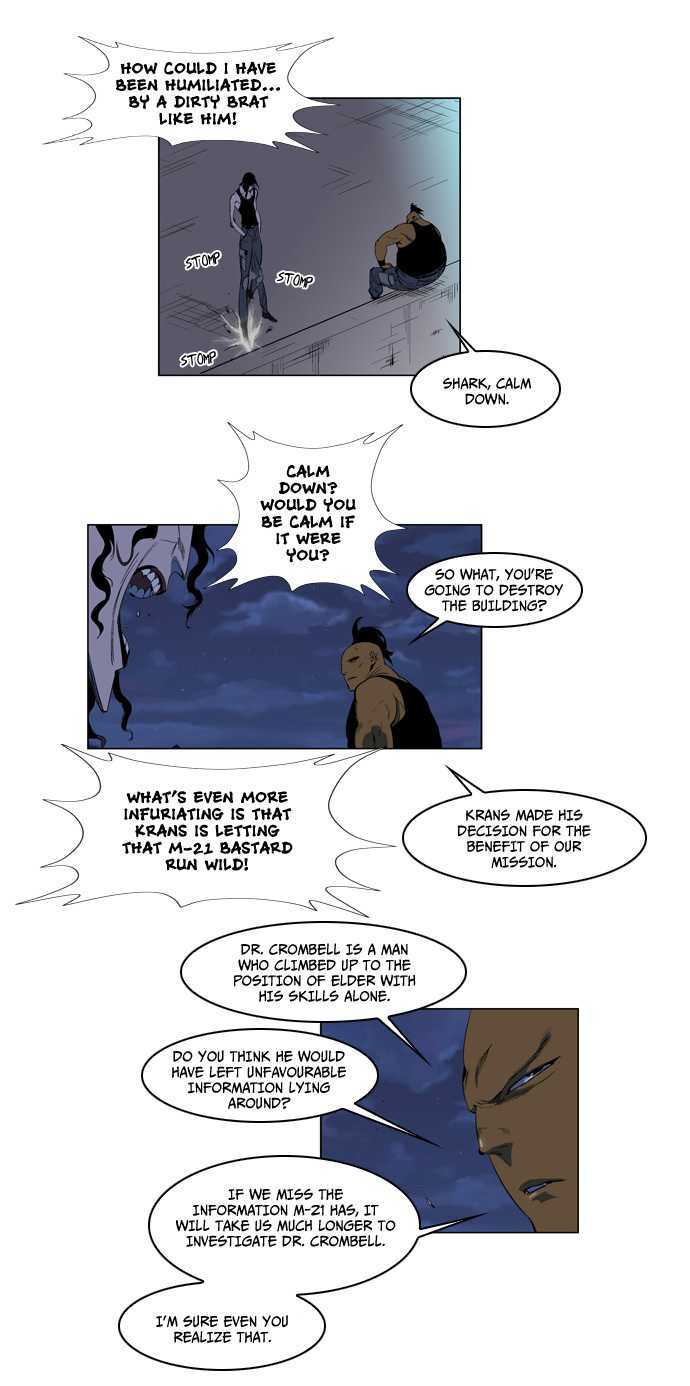 HOW COULD I HAVE
BEEN HUMILIATED...
BY A DIRTY BRAT
LIKE HIM!
STOMP
STOMP
STOMP
SHARK, CALM
DOWN.
CALM
DOWN?
WOULD YOU
BE CALM IF
IT WERE
YOU?
SO WHAT, YOU'RE
GOING TO DESTROY
THE BUILDING?
WHAT'S EVEN MORE
INFURIATING IS THAT
KRANS IS LETTING
THAT M-21 BASTARD
RUN WILD!
KRANS MADE HIS
DECISION FOR THE
BENEFIT OF OUR
MISSION.
DR. CROMBELL IS A MAN
WHO CLIMBED UP TO THE
POSITION OF ELDER WITH
HIS SKILLS ALONE.
DO YOU THINK HE WOULD
HAVE LEFT UNFAVOURABLE
INFORMATION LYING
AROUND?
IF WE MISS THE
INFORMATION M-21 HAS, IT
WILL TAKE US MUCH LONGER TO
INVESTIGATE DR. CROMBELL.
I'M SURE EVEN YOU
REALIZE THAT.